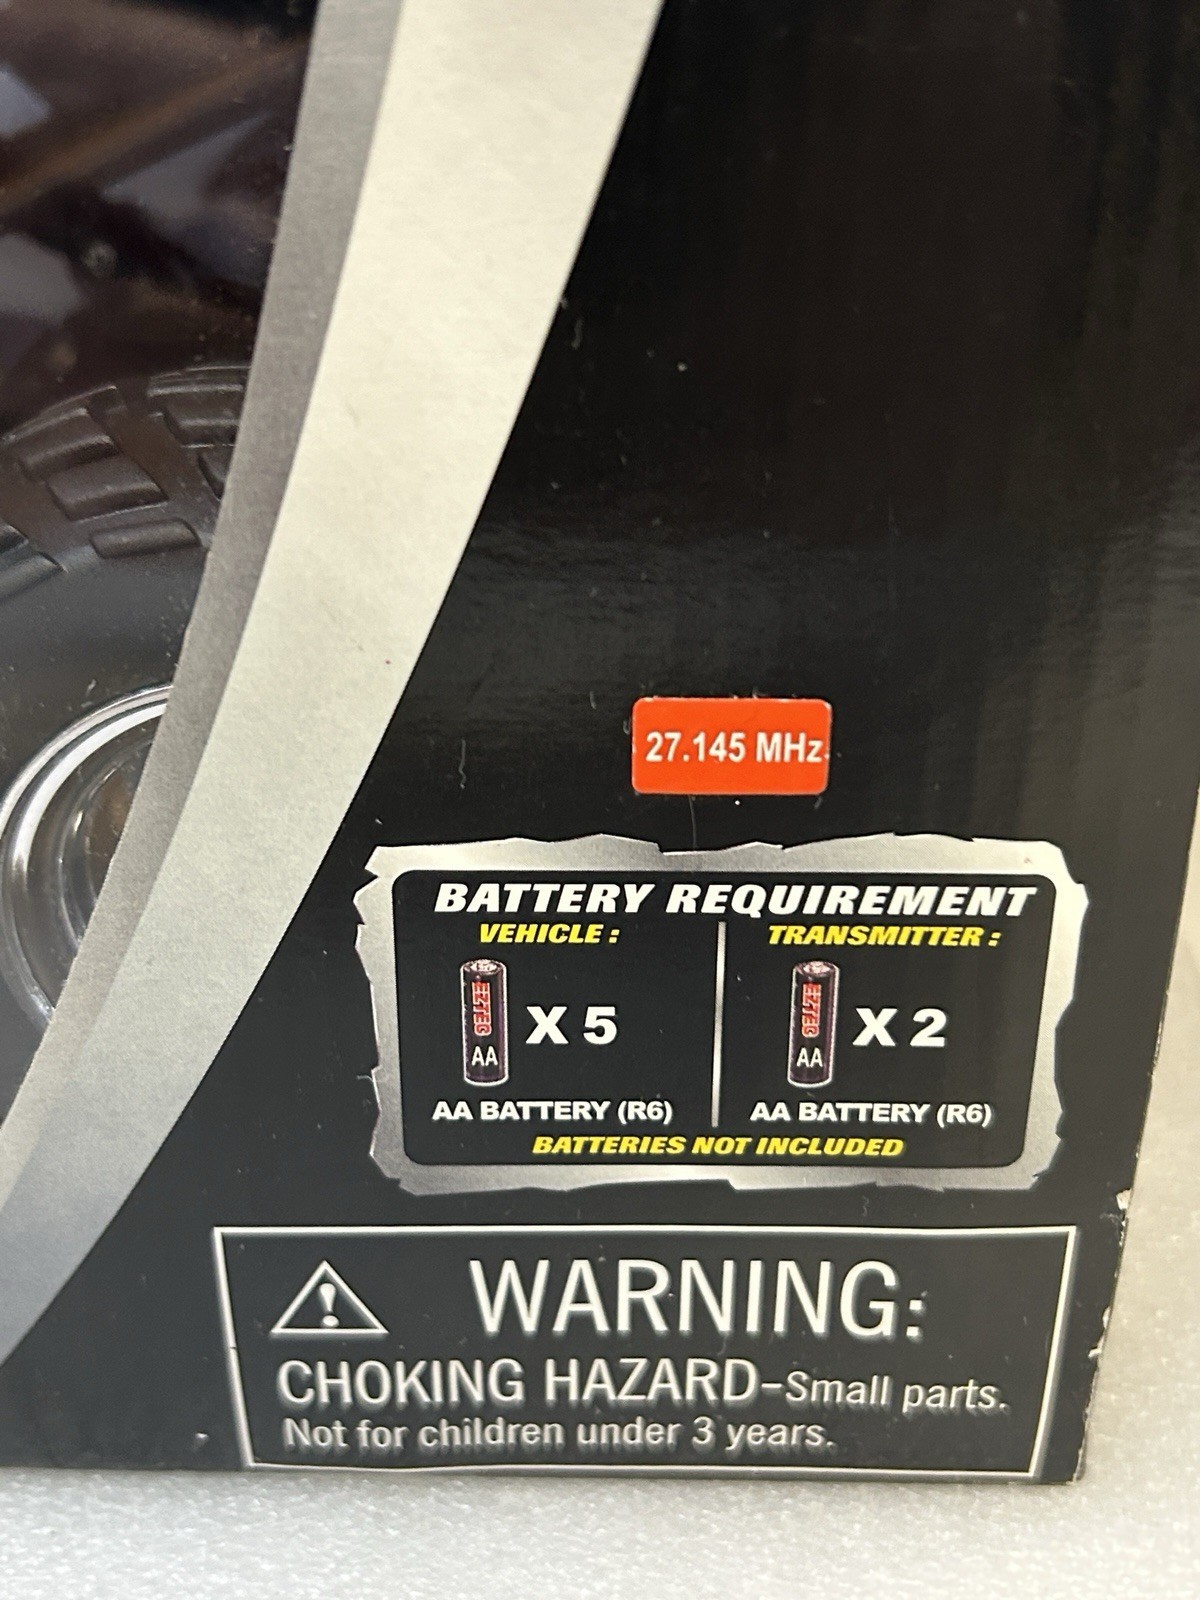 27.145 MHz
BATTERY REQUIREMENT
VEHICLE :
EZTEC
AA
X 5
AA BATTERY (R6)
TRANSMITTER :
EZTEC
AA
X 2
AA BATTERY (R6)
BATTERIES NOT INCLUDED
WARNING:
CHOKING HAZARD-Small parts.
Not for children under 3 years.